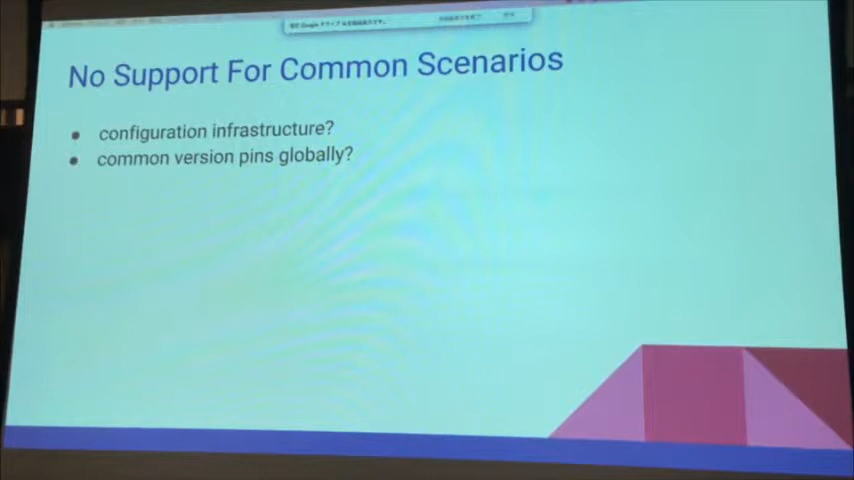 No Support For Common Scenarios
configuration infrastructure?
common version pins globally?